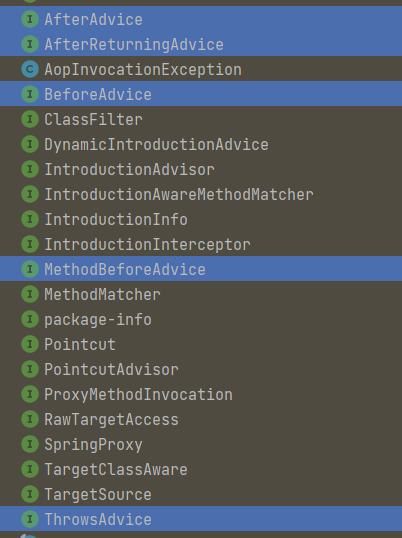 AfterAdvice
AfterReturningAdvice
AopInvocationException
BeforeAdvice
ClassFilter
DynamicIntroductionAdvice
IntroductionAdvisor
IntroductionAwareMethodMatcher
IntroductionInfo
IntroductionInterceptor
MethodBeforeAdvice
MethodMatcher
package-info
Pointcut
PointcutAdvisor
ProxyMethodInvocation
RawTargetAccess
SpringProxy
TargetClassAware
TargetSource
ThrowsAdvice